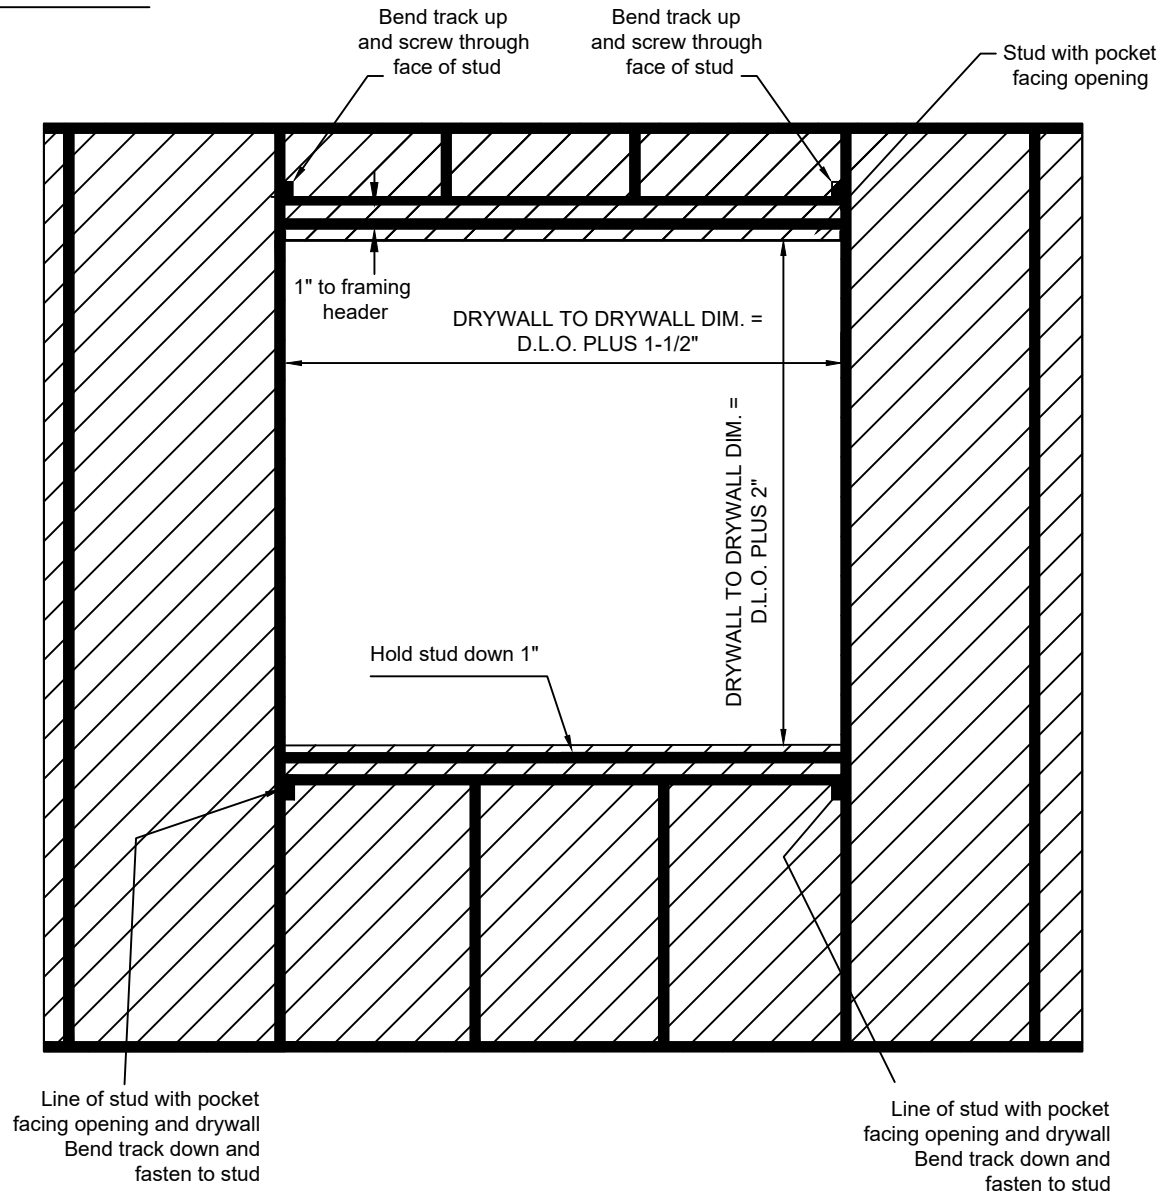 Bend track up
and screw through
face of stud
Bend track up
and screw through
face of stud
Stud with pocket
facing opening
1" to framing
header
DRYWALL TO DRYWALL DIM. =
D.L.O. PLUS 1-1/2"
DRYWALL TO DRYWALL DIM. =
D.L.O. PLUS 2"
Hold stud down 1"
Line of stud with pocket
facing opening and drywall
Bend track down and
fasten to stud
Line of stud with pocket
facing opening and drywall
Bend track down and
fasten to stud